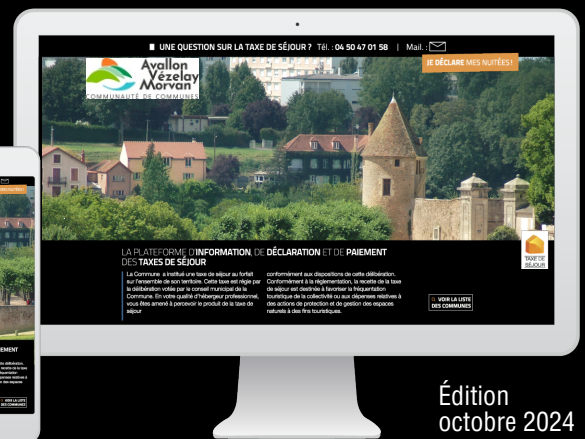 ■ UNE QUESTION SUR LA TAXE DE SÉJOUR ? Tél. : 04 50 47 01 58 | Mail. :
JE DÉCLARE MES NUITÉES !
Avallon
Vézelay
Morvan
COMMUNAUTÉ DE COMMUNES
TAXE DE
SÉJOUR
LA PLATEFORME D'INFORMATION, DE DÉCLARATION ET DE PAIEMENT
DES TAXES DE SÉJOUR
La Commune a institué une taxe de séjour au forfait
sur l'ensemble de son territoire. Cette taxe est régie par
la délibération votée par le conseil municipal de la
Commune. En votre qualité d'hébergeur professionnel,
vous êtes amené à percevoir le produit de la taxe de
séjour
conformément aux dispositions de cette délibération.
Conformément à la réglementation, la recette de la taxe
de séjour est destinée à favoriser la fréquentation
touristique de la collectivité ou aux dépenses relatives à
des actions de protection et de gestion des espaces
naturels à des fins touristiques.
VOIR LA LISTE
DES COMMUNES
EMENT
VOIR LA LISTE
DES COMMUNES
Édition
octobre 2024